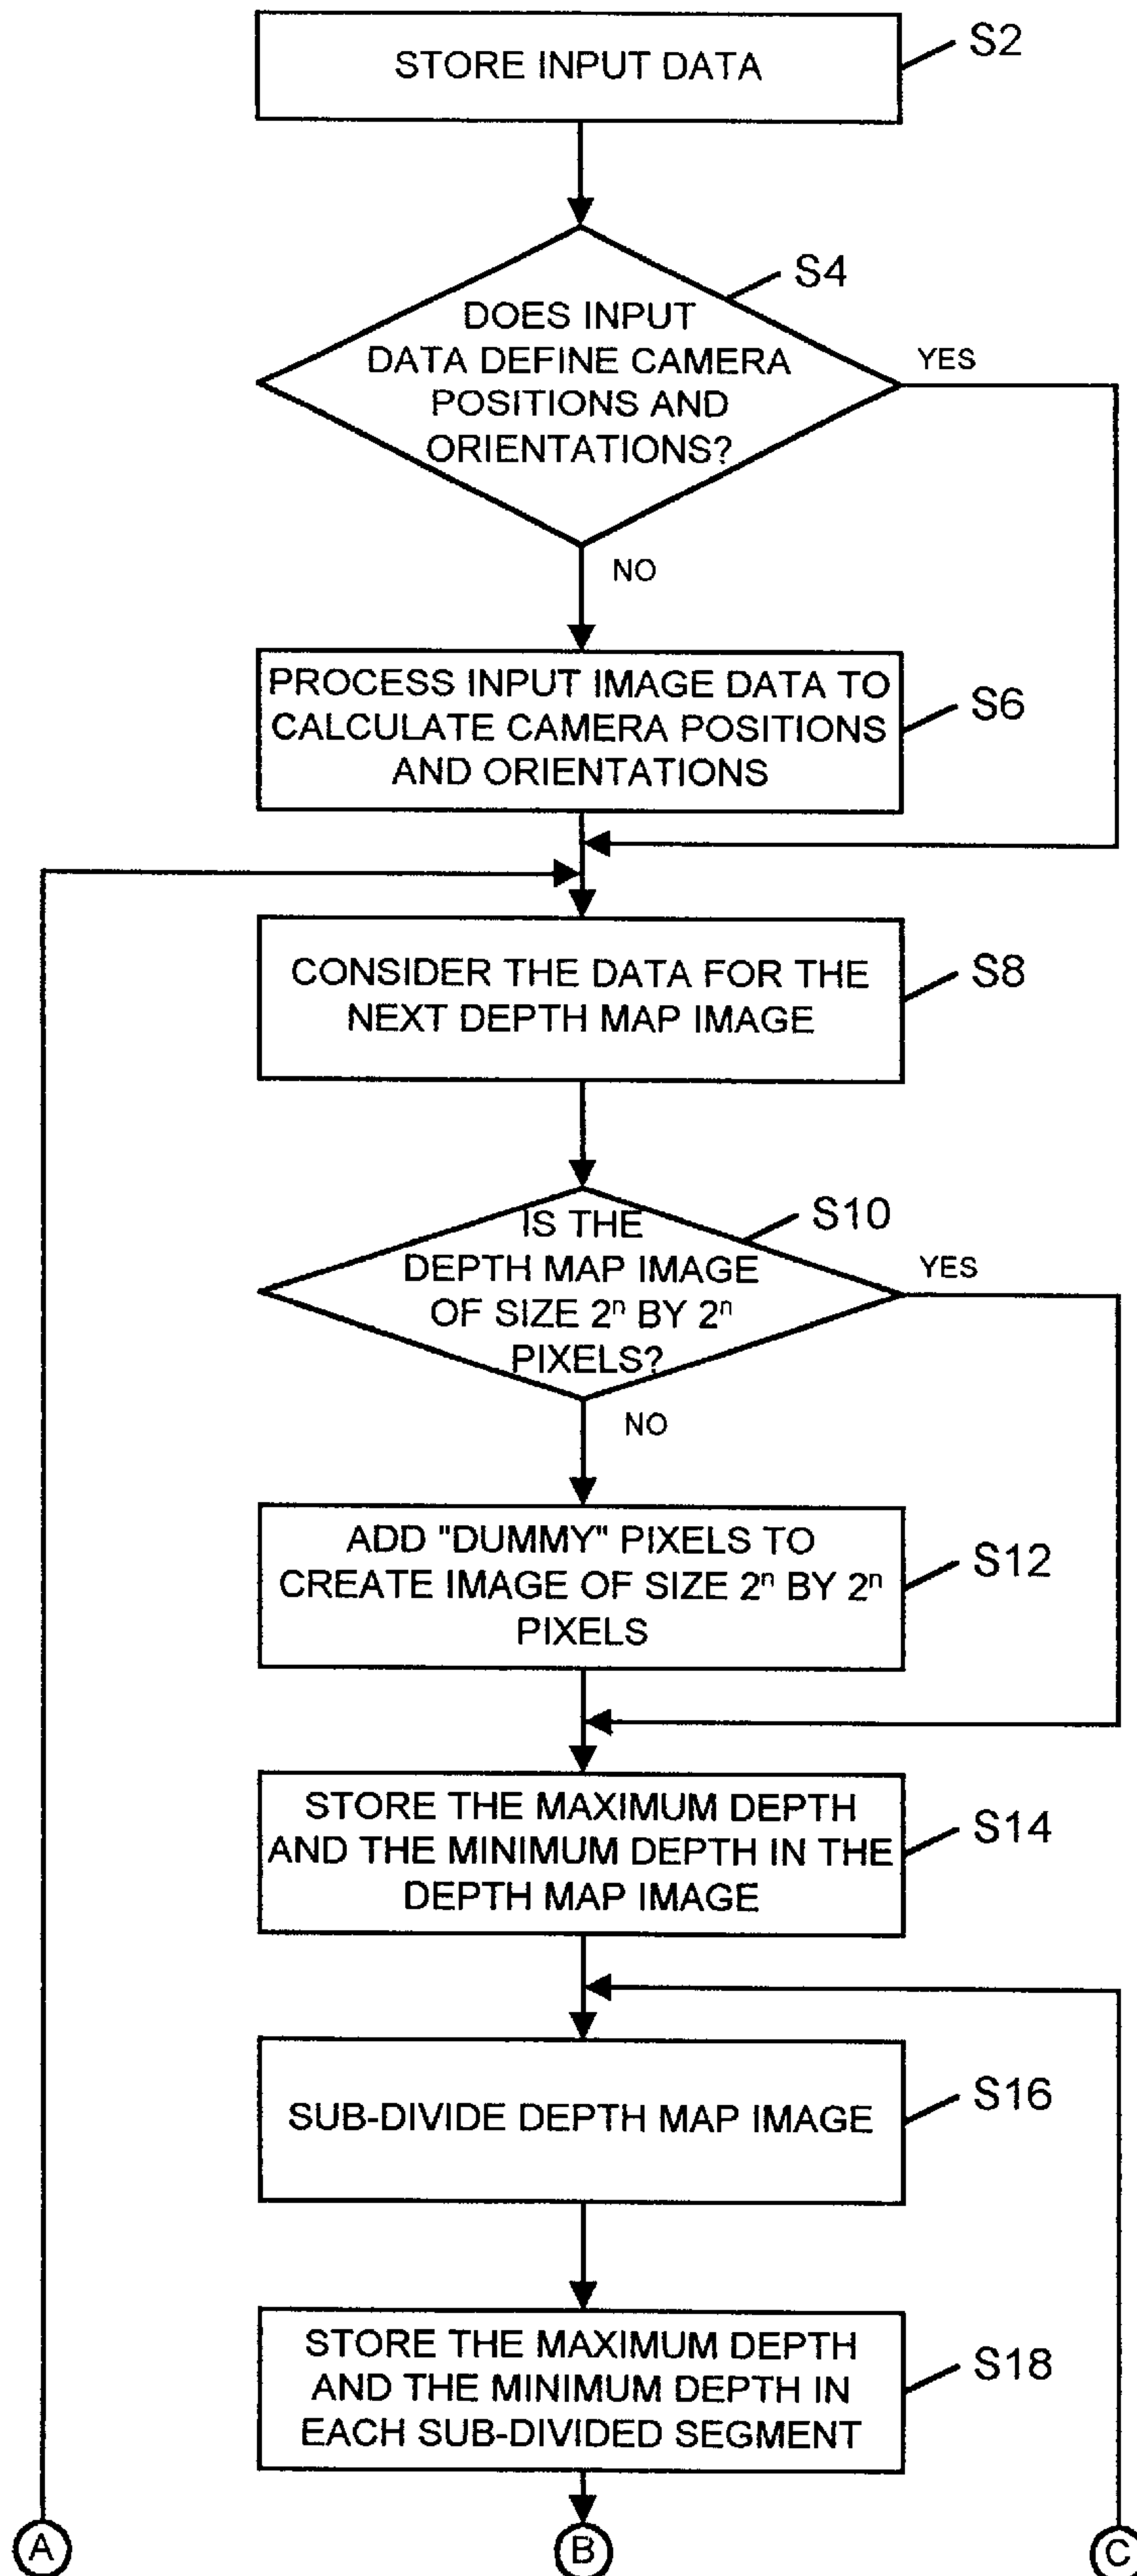 STORE INPUT DATA
S2
DOES INPUT
DATA DEFINE CAMERA
POSITIONS AND
ORIENTATIONS?
S4
YES
NO
PROCESS INPUT IMAGE DATA TO
CALCULATE CAMERA POSITIONS
AND ORIENTATIONS
S6
CONSIDER THE DATA FOR THE
NEXT DEPTH MAP IMAGE
S8
IS THE
DEPTH MAP IMAGE
OF SIZE 2ⁿ BY 2ⁿ
PIXELS?
S10
YES
NO
ADD "DUMMY" PIXELS TO
CREATE IMAGE OF SIZE 2ⁿ BY 2ⁿ
PIXELS
S12
STORE THE MAXIMUM DEPTH
AND THE MINIMUM DEPTH IN THE
DEPTH MAP IMAGE
S14
SUB-DIVIDE DEPTH MAP IMAGE
S16
STORE THE MAXIMUM DEPTH
AND THE MINIMUM DEPTH IN
EACH SUB-DIVIDED SEGMENT
S18
A
B
C